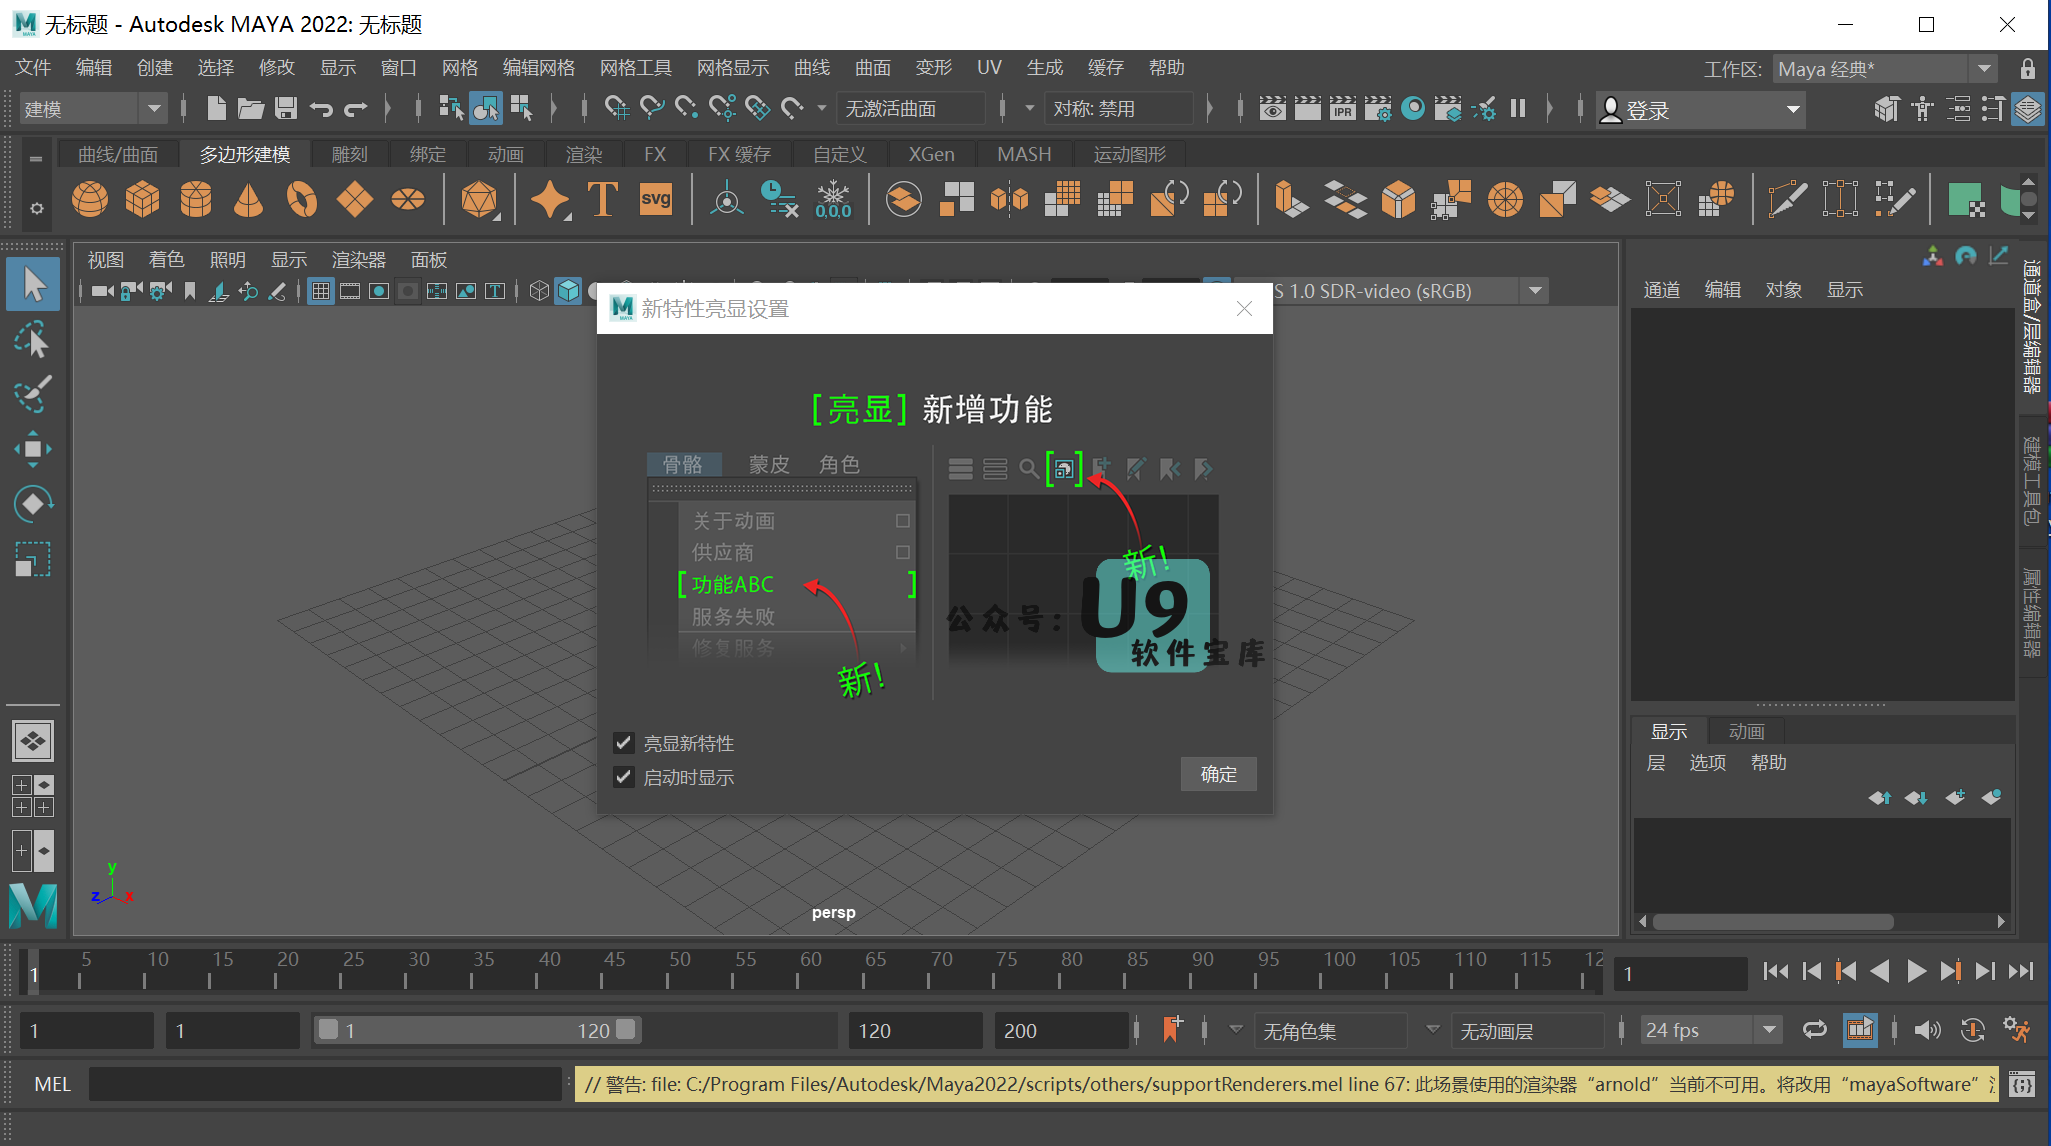 无标题 - Autodesk MAYA 2022: 无标题
文件 编辑 创建 选择 修改 显示 窗口 网格 编辑网格 网格工具 网格显示 曲线 曲面 变形 UV 生成 缓存 帮助 工作区: Maya 经典*
建模 无激活曲面 对称: 禁用 IPR 登录
曲线/曲面 多边形建模 雕刻 绑定 动画 渲染 FX FX 缓存 自定义 XGen MASH 运动图形
T svg 0,0,0
视图 着色 照明 显示 渲染器 面板
S 1.0 SDR-video (sRGB)
通道 编辑 对象 显示
通道盒/层编辑器
建模工具包
属性编辑器
MAYA 新特性亮显设置
[亮显] 新增功能
骨骼 蒙皮 角色
关于动画
供应商
[功能ABC ]
服务失败
修复服务
新!
新!
公众号: U9
软件宝库
亮显新特性
启动时显示
确定
显示 动画
层 选项 帮助
y
z x
persp
1 5 10 15 20 25 30 35 40 45 50 55 60 65 70 75 80 85 90 95 100 105 110 115 12 1
1 1 1 120 120 200 无角色集 无动画层 24 fps
MEL // 警告: file: C:/Program Files/Autodesk/Maya2022/scripts/others/supportRenderers.mel line 67: 此场景使用的渲染器“arnold”当前不可用。将改用“mayaSoftware”